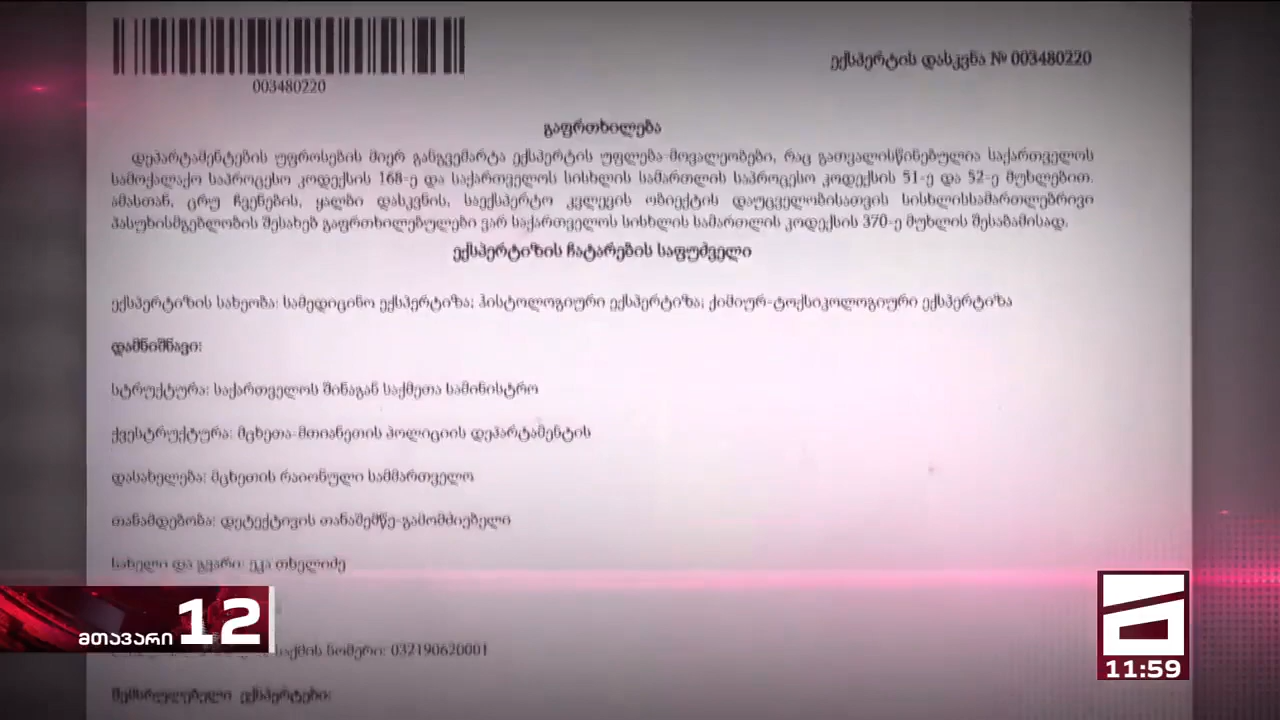 003480220
ექსპერტის დასკვნა № 003480220
გაფრთხილება
დეპარტამენტების უფროსების მიერ განგვემარტა ექსპერტის უფლება-მოვალეობები, რაც გათვალისწინებულია საქართველოს
სამოქალაქო საპროცესო კოდექსის 168-ე და საქართველოს სისხლის სამართლის საპროცესო კოდექსის 51-ე და 52-ე მუხლებით.
ამასთან, ცრუ ჩვენების, ყალბი დასკვნის, საექსპერტო კვლევის ობიექტის დაუცველობისათვის სისხლისსამართლებრივი
პასუხისმგებლობის შესახებ გაფრთხილებულები ვარ საქართველოს სისხლის სამართლის კოდექსის 370-ე მუხლის შესაბამისად.
ექსპერტიზის ჩატარების საფუძველი
ექსპერტიზის სახეობა: სამედიცინო ექსპერტიზა; ჰისტოლოგიური ექსპერტიზა; ქიმიურ-ტოქსიკოლოგიური ექსპერტიზა
დამნიშნავი:
სტრუქტურა: საქართველოს შინაგან საქმეთა სამინისტრო
ქვესტრუქტურა: მცხეთა-მთიანეთის პოლიციის დეპარტამენტის
დასახელება: მცხეთის რაიონული სამმართველო
თანამდებობა: დეტექტივის თანაშემწე-გამომძიებელი
სახელი და გვარი: ეკა თხელიძე
მთავარი 12
საქმის ნომერი: 032190620001
შემსრულებელი ექსპერტები:
11:59